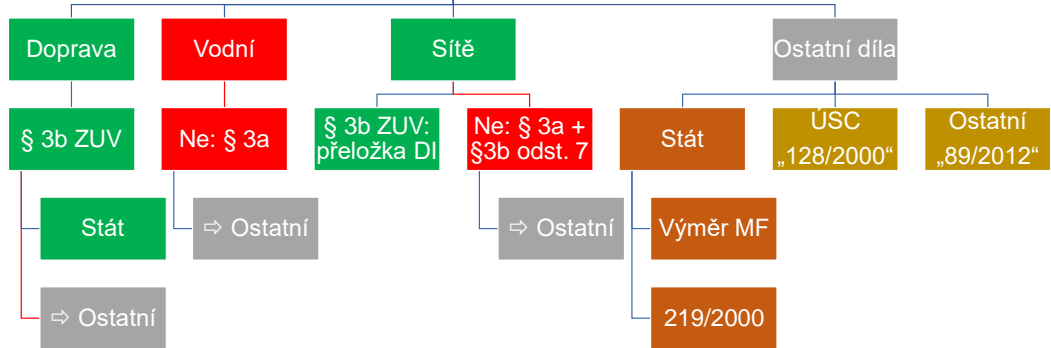 Doprava
Vodní
Sítě
Ostatní díla
§ 3b ZUV
Ne: § 3a
§ 3b ZUV:
přeložka DI
Ne: § 3a +
§3b odst. 7
Stát
ÚSC
„128/2000“
Ostatní
„89/2012“
Stát
⇨ Ostatní
⇨ Ostatní
Výměr MF
⇨ Ostatní
219/2000